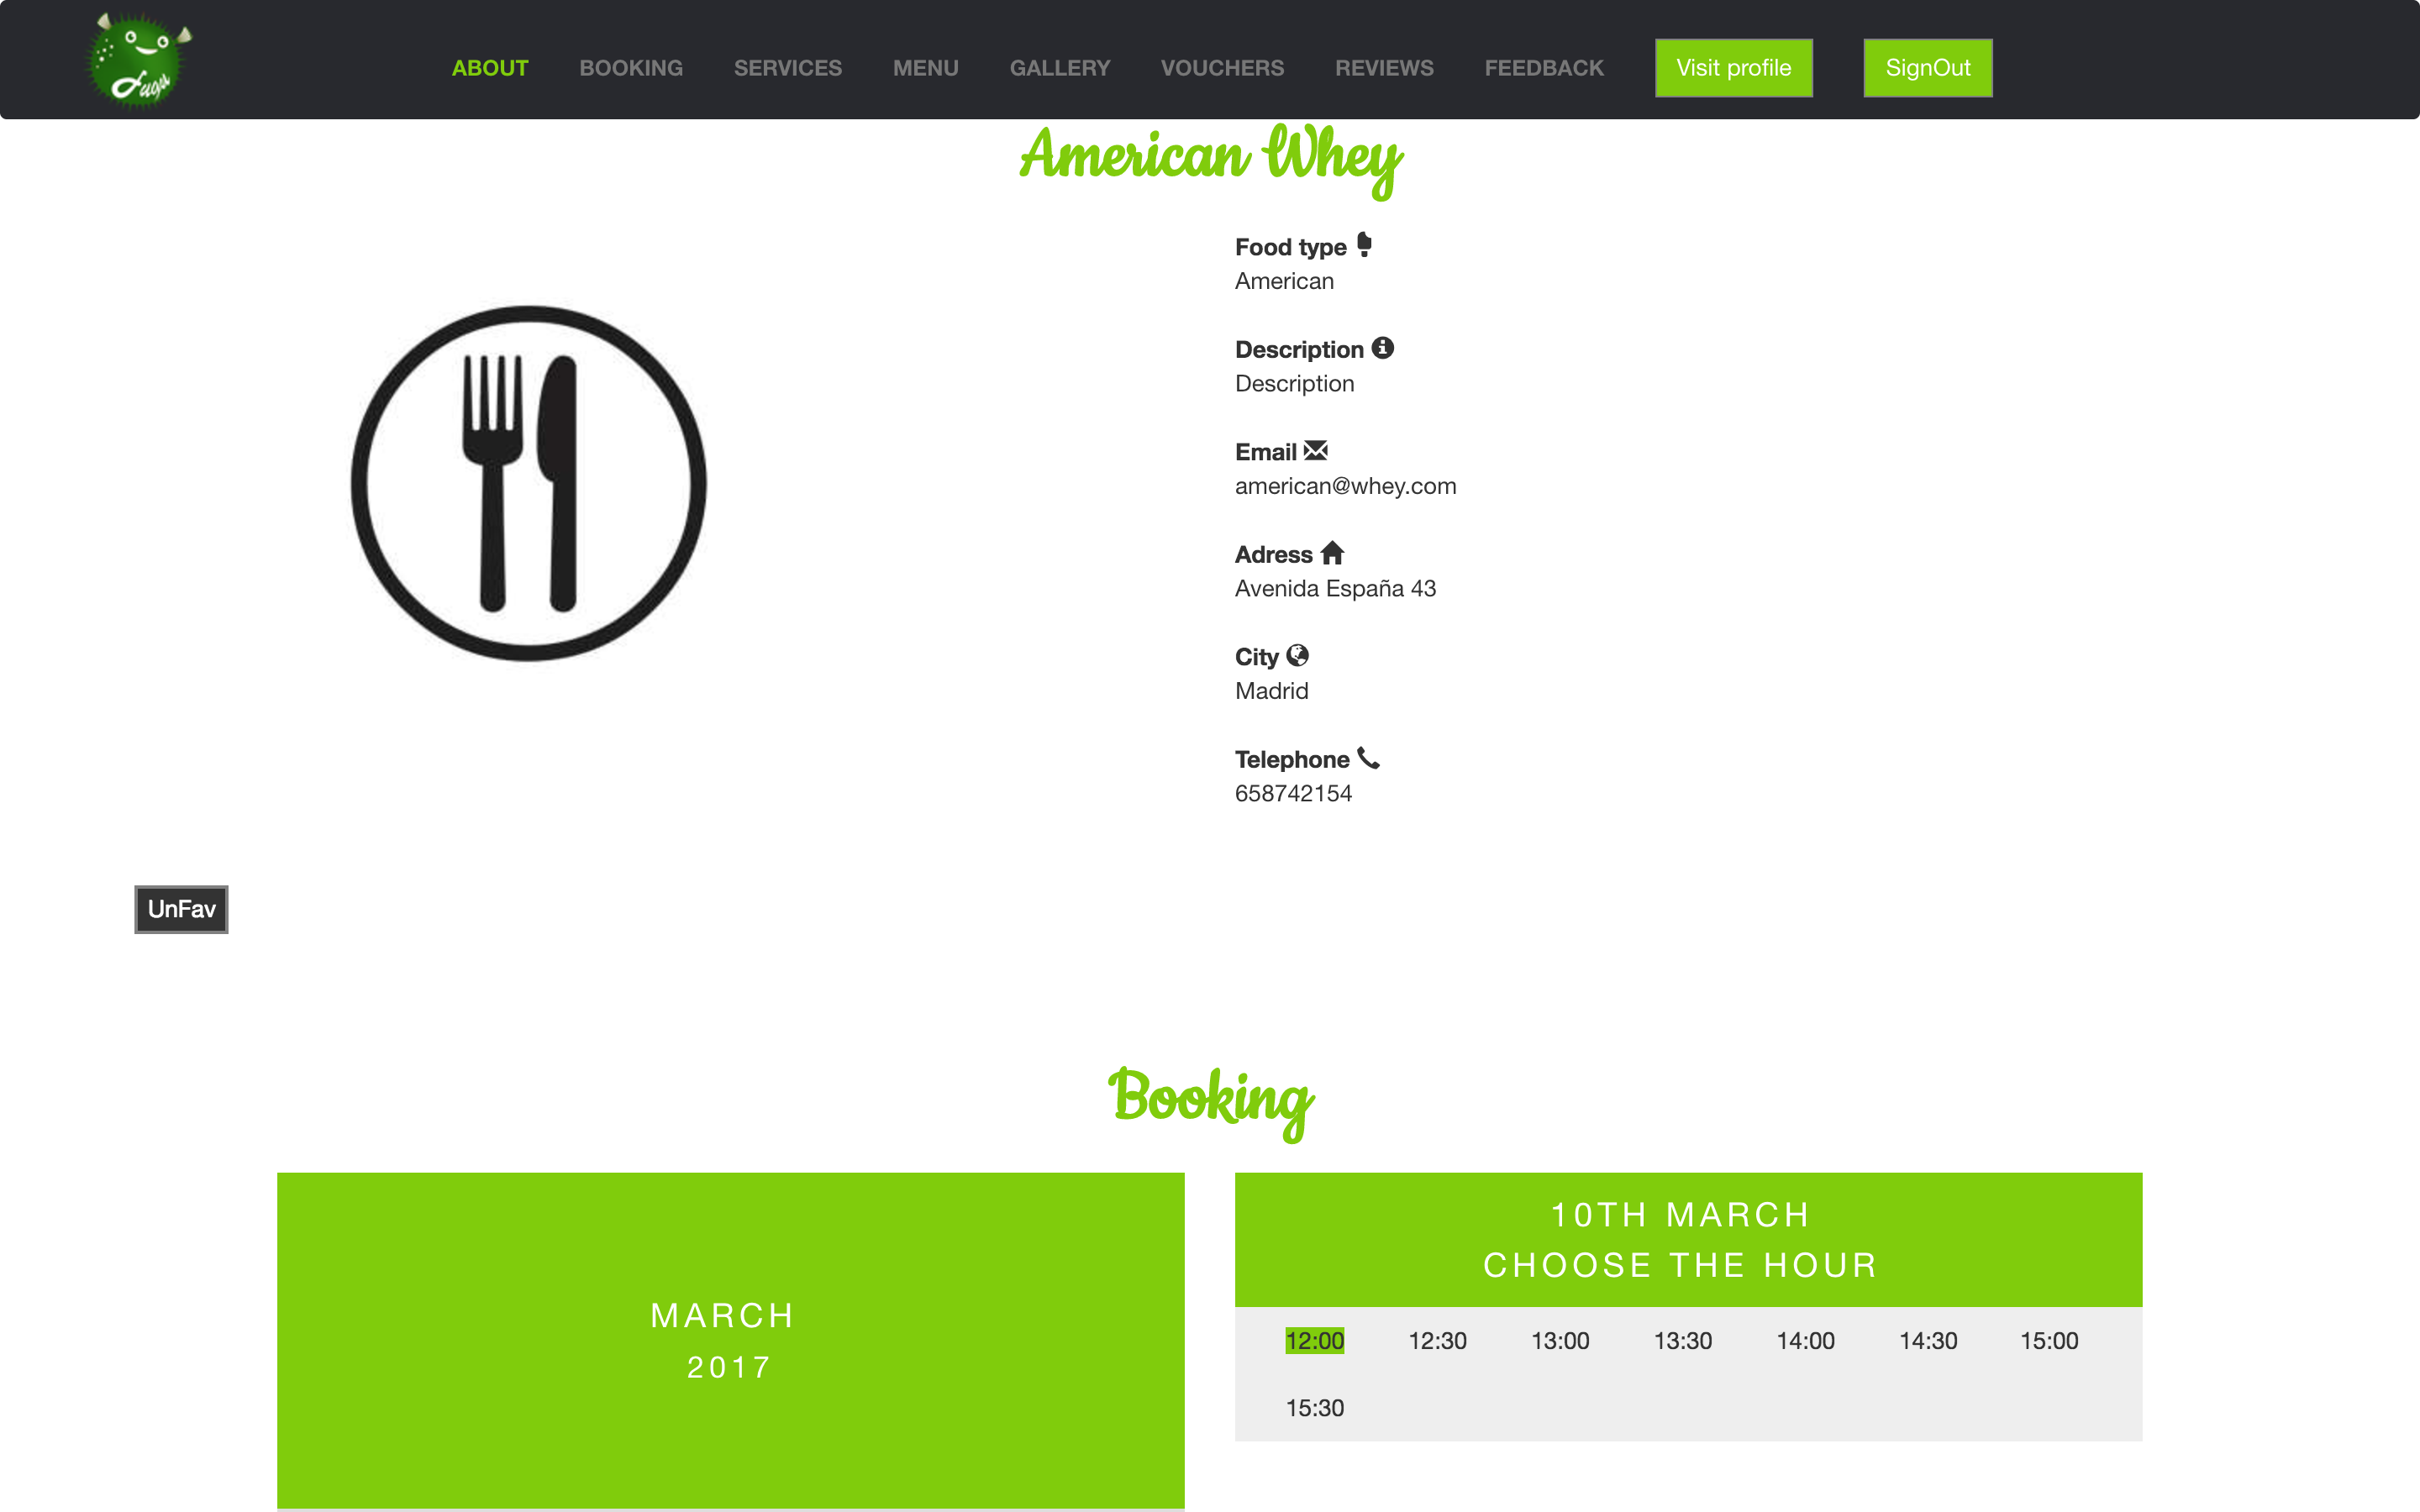 ABOUT BOOKING SERVICES MENU GALLERY VOUCHERS REVIEWS FEEDBACK Visit profile SignOut
American Whey
Food type
American
Description
Description
Email
american@whey.com
Adress
Avenida España 43
City
Madrid
Telephone
658742154
UnFav
Booking
MARCH
2017
10TH MARCH
CHOOSE THE HOUR
12:00 12:30 13:00 13:30 14:00 14:30 15:00
15:30